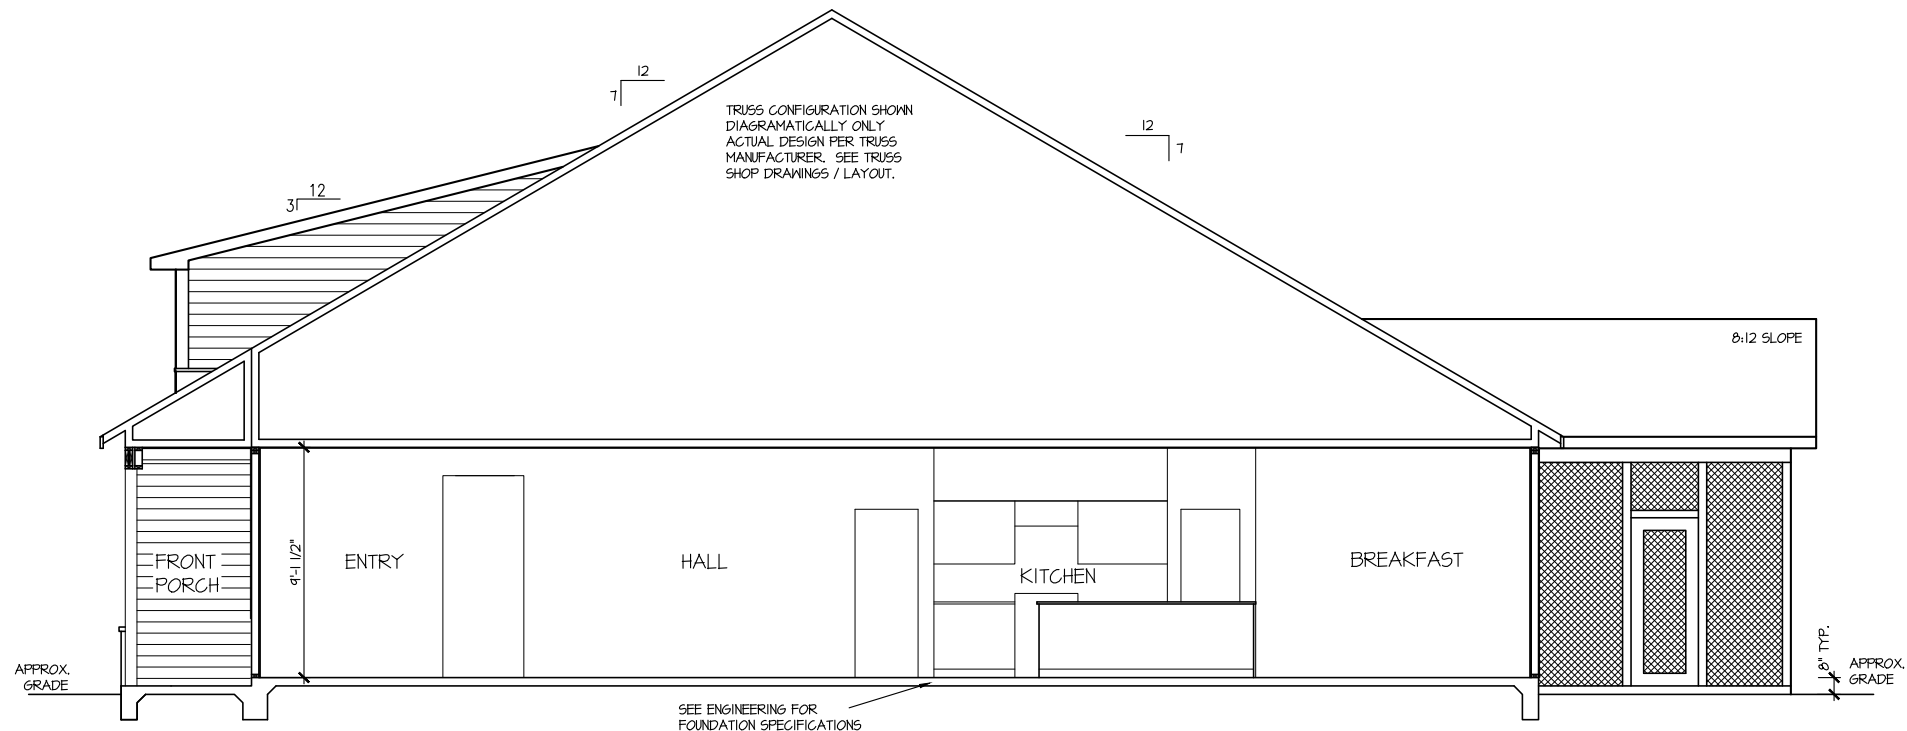 12
7
TRUSS CONFIGURATION SHOWN
DIAGRAMATICALLY ONLY
ACTUAL DESIGN PER TRUSS
MANUFACTURER. SEE TRUSS
SHOP DRAWINGS / LAYOUT.
12
7
12
3
8:12 SLOPE
FRONT
PORCH
9'-1 1/2"
ENTRY
HALL
KITCHEN
BREAKFAST
8" TYP.
APPROX.
GRADE
APPROX.
GRADE
SEE ENGINEERING FOR
FOUNDATION SPECIFICATIONS